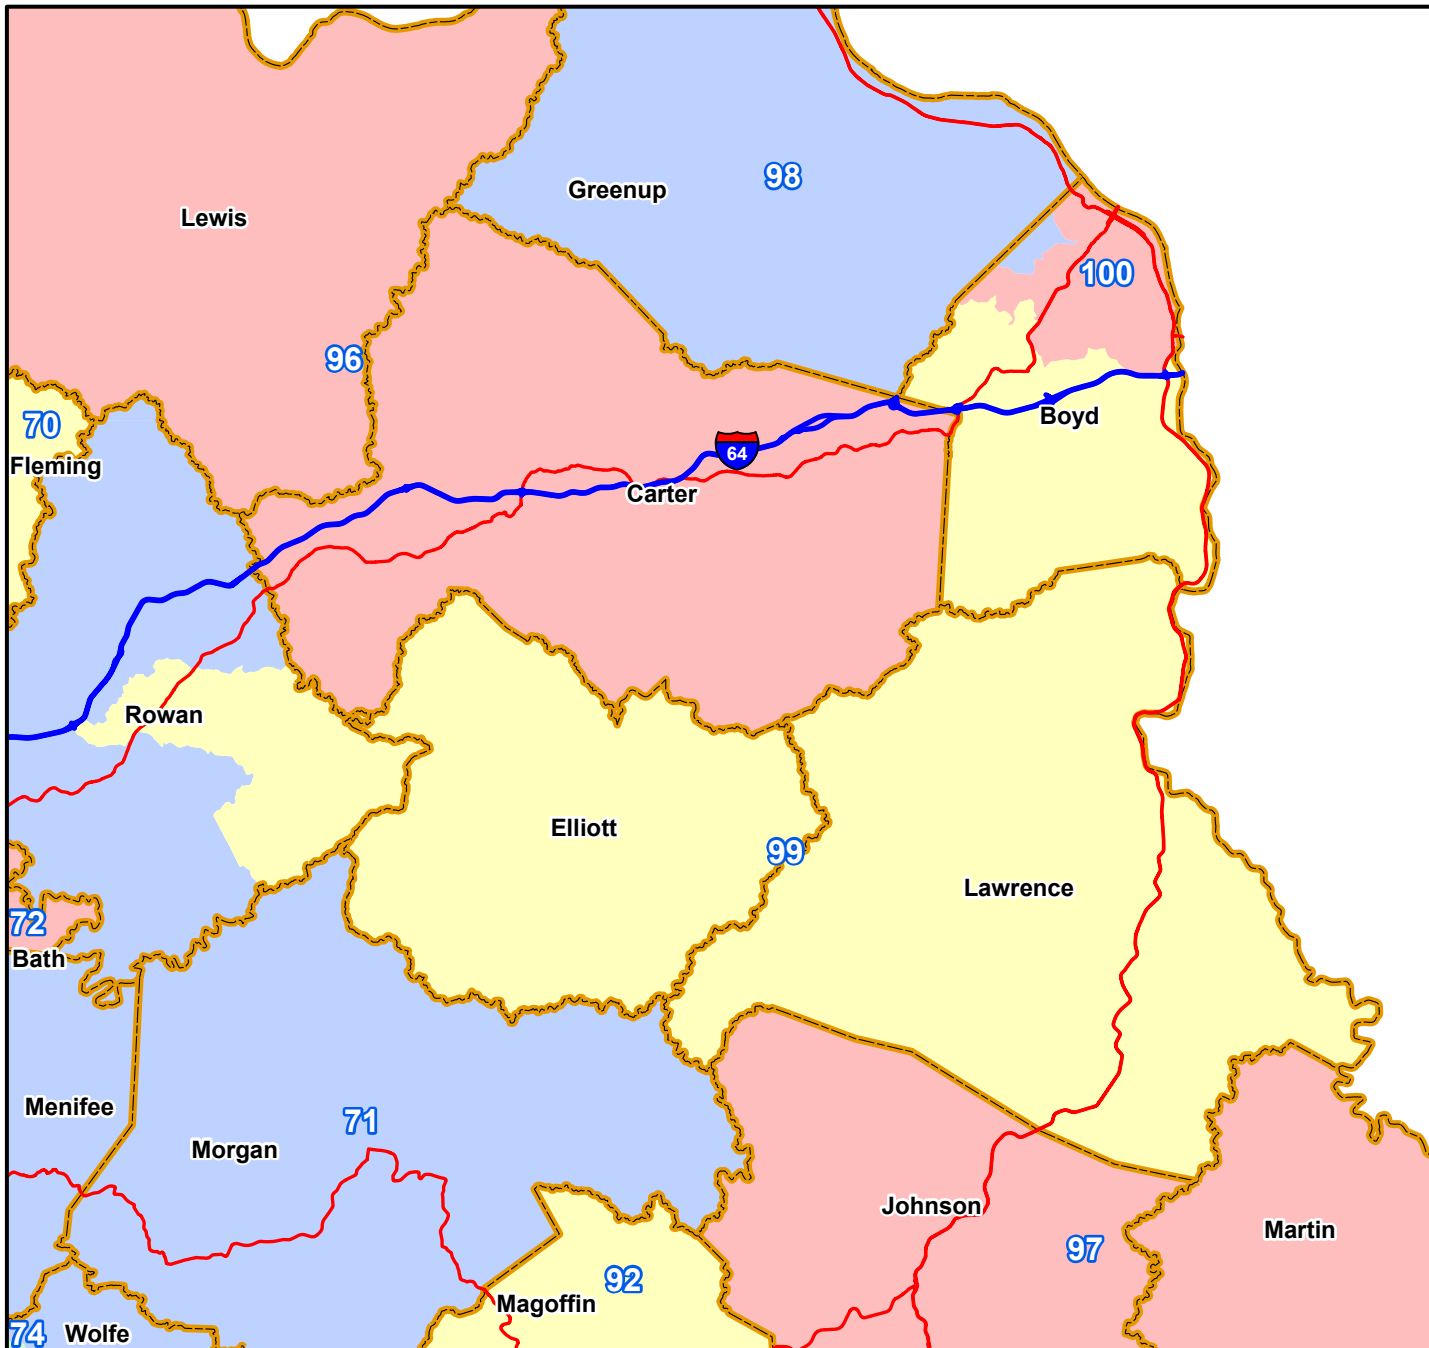 98
Greenup
Lewis
100
96
Boyd
70
Fleming
64
Carter
Rowan
Elliott
99
Lawrence
72
Bath
Menifee
71
Morgan
Johnson
Martin
97
92
Magoffin
74
Wolfe